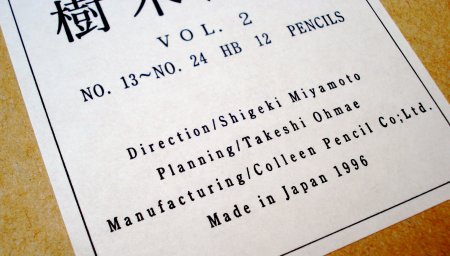 樹木
VOL. 2
NO. 13~NO. 24 HB 12 PENCILS
Direction/Shigeki Miyamoto
Planning/Takeshi Ohmae
Manufacturing/Colleen Pencil Co;Ltd.
Made in Japan 1996